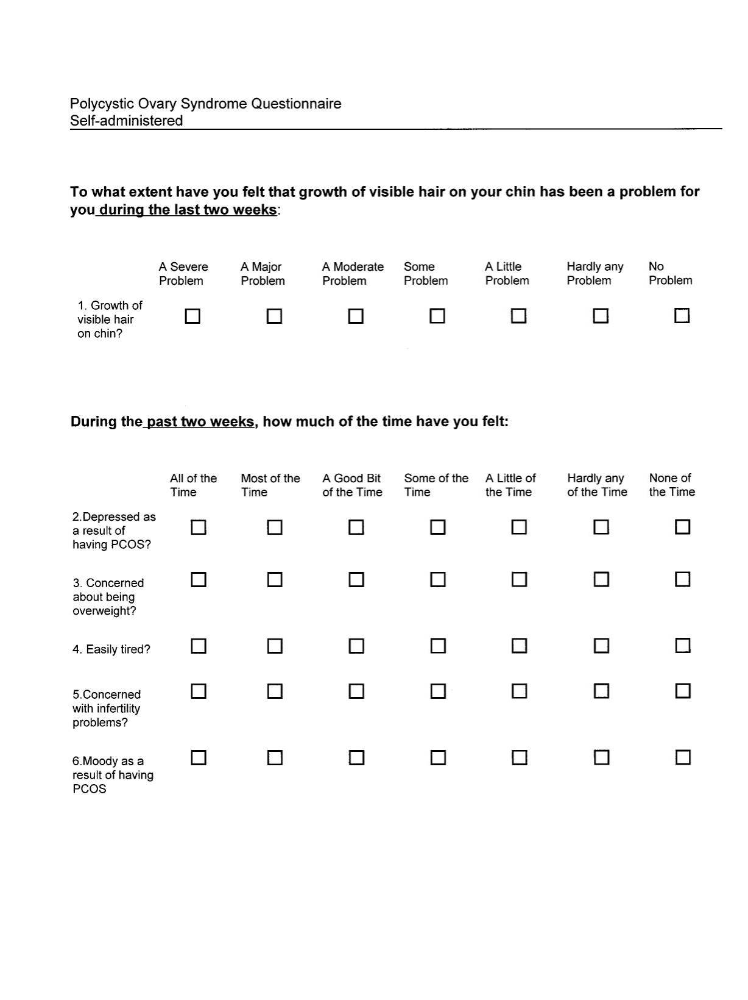 Polycystic Ovary Syndrome Questionnaire
Self-administered
To what extent have you felt that growth of visible hair on your chin has been a problem for
you during the last two weeks:
A Severe Problem A Major Problem A Moderate Problem Some Problem A Little Problem Hardly any Problem No Problem
1. Growth of
visible hair
on chin?
During the past two weeks, how much of the time have you felt:
All of the Time Most of the Time A Good Bit of the Time Some of the Time A Little of the Time Hardly any of the Time None of the Time
2.Depressed as
a result of
having PCOS?
3. Concerned
about being
overweight?
4. Easily tired?
5.Concerned
with infertility
problems?
6.Moody as a
result of having
PCOS